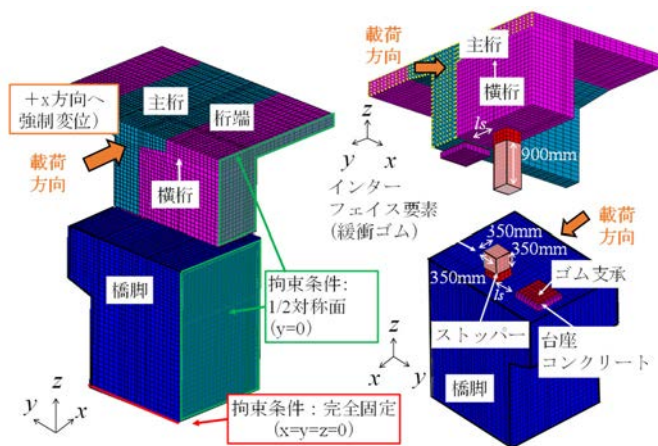 ＋x方向へ
強制変位)
載荷
方向
主桁
桁端
横桁
橋脚
z
y
x
拘束条件:
1/2対称面
(y=0)
拘束条件：完全固定
(x=y=z=0)
載荷
方向
主桁
横桁
ls
900mm
z
y
x
インター
フェイス要素
(緩衝ゴム)
載荷
方向
350mm
350mm
350mm
ls
ゴム支承
ストッパー
台座
コンクリート
z
y
x
橋脚